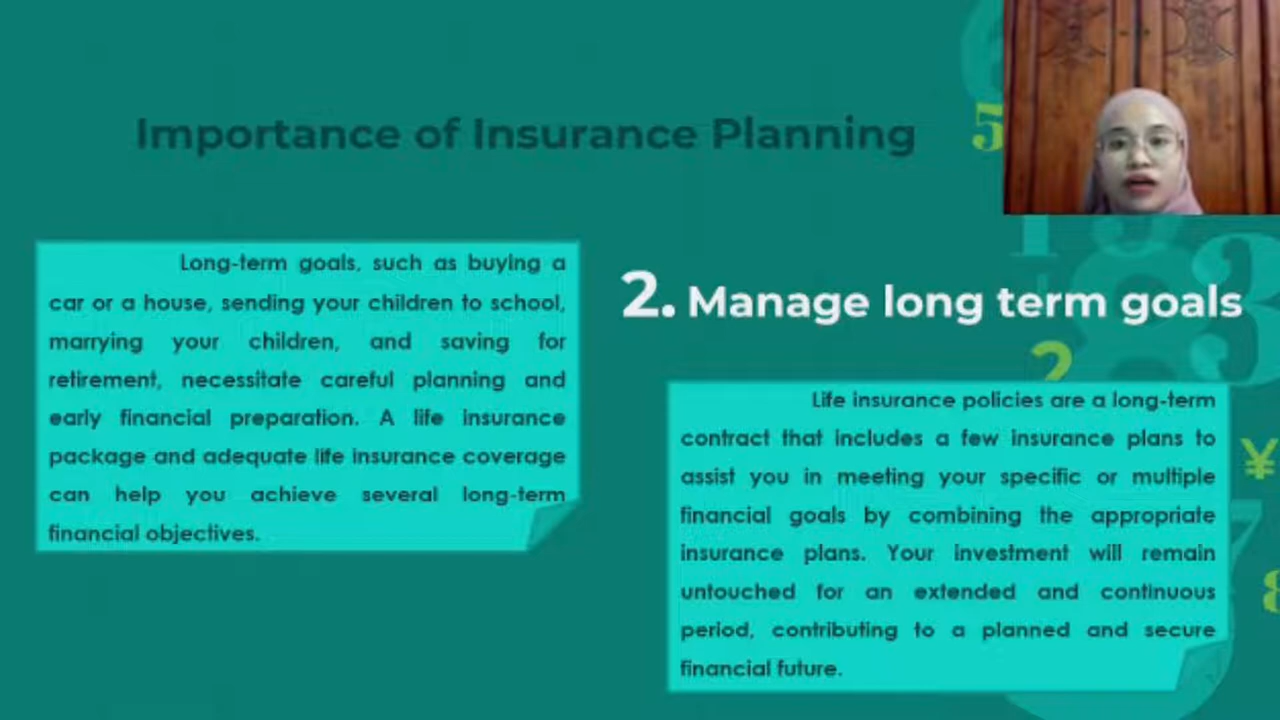 Importance of Insurance Planning
Long-term goals, such as buying a
car or a house, sending your children to school,
marrying your children, and saving for
retirement, necessitate careful planning and
early financial preparation. A life insurance
package and adequate life insurance coverage
can help you achieve several long-term
financial objectives.
2. Manage long term goals
Life insurance policies are a long-term
contract that includes a few insurance plans to
assist you in meeting your specific or multiple
financial goals by combining the appropriate
insurance plans. Your investment will remain
untouched for an extended and continuous
period, contributing to a planned and secure
financial future.
5
3
2
¥
8